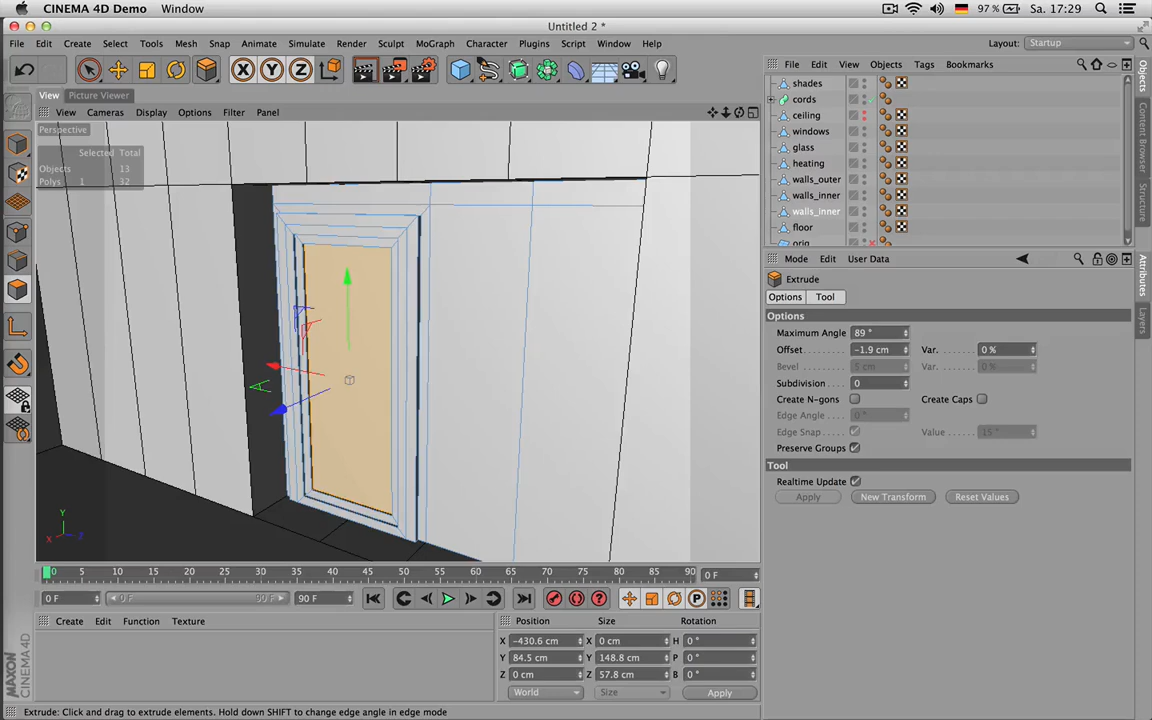 CINEMA 4D Demo Window 97 % Sa. 17:29
Untitled 2 *
File Edit Create Select Tools Mesh Snap Animate Simulate Render Sculpt MoGraph Character Plugins Script Window Help Layout: Startup
X Y Z
File Edit View Objects Tags Bookmarks
View Picture Viewer
View Cameras Display Options Filter Panel
Perspective
Selected Total
Objects 13
Polys 1 32
shades
cords
ceiling
windows
glass
heating
walls_outer
walls_inner
walls_inner
floor
orig
Objects
Content Browser
Structure
Attributes
Layers
Mode Edit User Data
Extrude
Options Tool
Options
Maximum Angle 89 °
Offset -1.9 cm Var. 0 %
Bevel 5 cm Var. 0 %
Subdivision 0
Create N-gons Create Caps
Edge Angle 0 °
Edge Snap Value 15 °
Preserve Groups
Tool
Realtime Update
Apply New Transform Reset Values
Y
X Z
0 5 10 15 20 25 30 35 40 45 50 55 60 65 70 75 80 85 90 0 F
0 F 0 F 90 F 90 F
P
Create Edit Function Texture
Position Size Rotation
X -430.6 cm X 0 cm H 0 °
Y 84.5 cm Y 148.8 cm P 0 °
Z 0 cm Z 57.8 cm B 0 °
World Size Apply
MAXON
CINEMA 4D
Extrude: Click and drag to extrude elements. Hold down SHIFT to change edge angle in edge mode